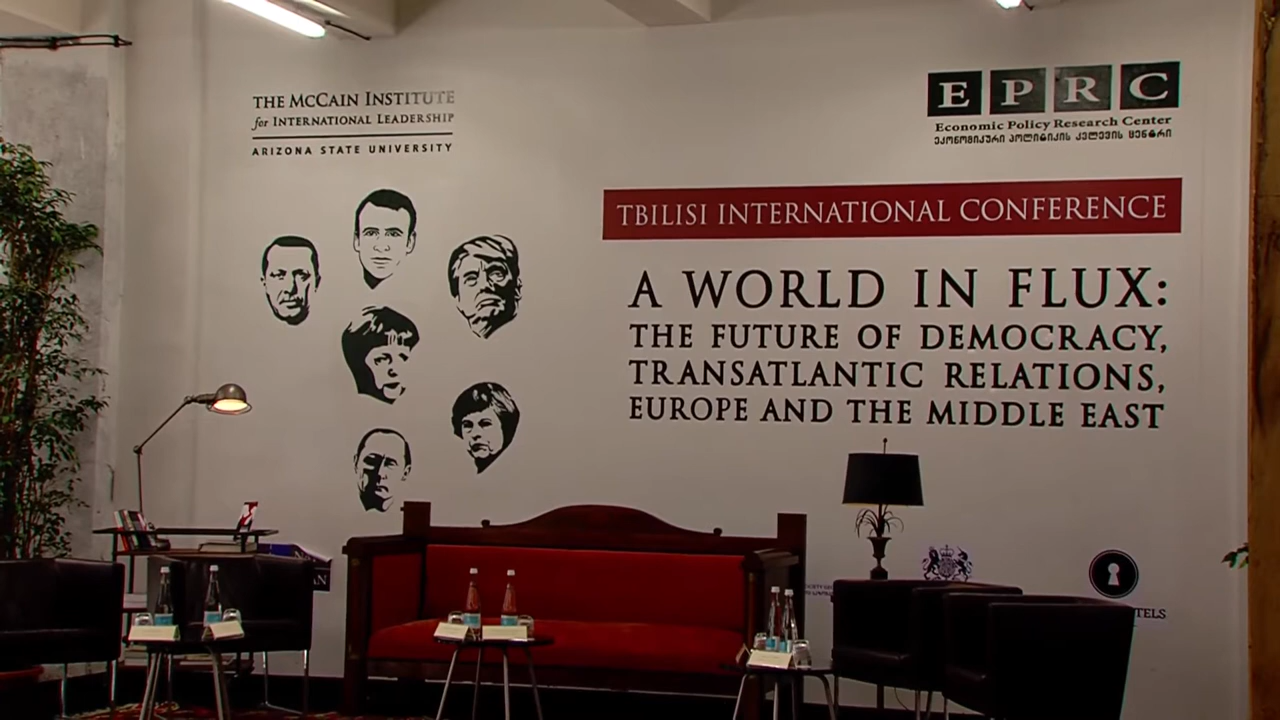 THE MCCAIN INSTITUTE
for INTERNATIONAL LEADERSHIP
ARIZONA STATE UNIVERSITY
EPRC
Economic Policy Research Center
ეკონომიკური პოლიტიკის კვლევის ცენტრი
TBILISI INTERNATIONAL CONFERENCE
A WORLD IN FLUX:
THE FUTURE OF DEMOCRACY,
TRANSATLANTIC RELATIONS,
EUROPE AND THE MIDDLE EAST